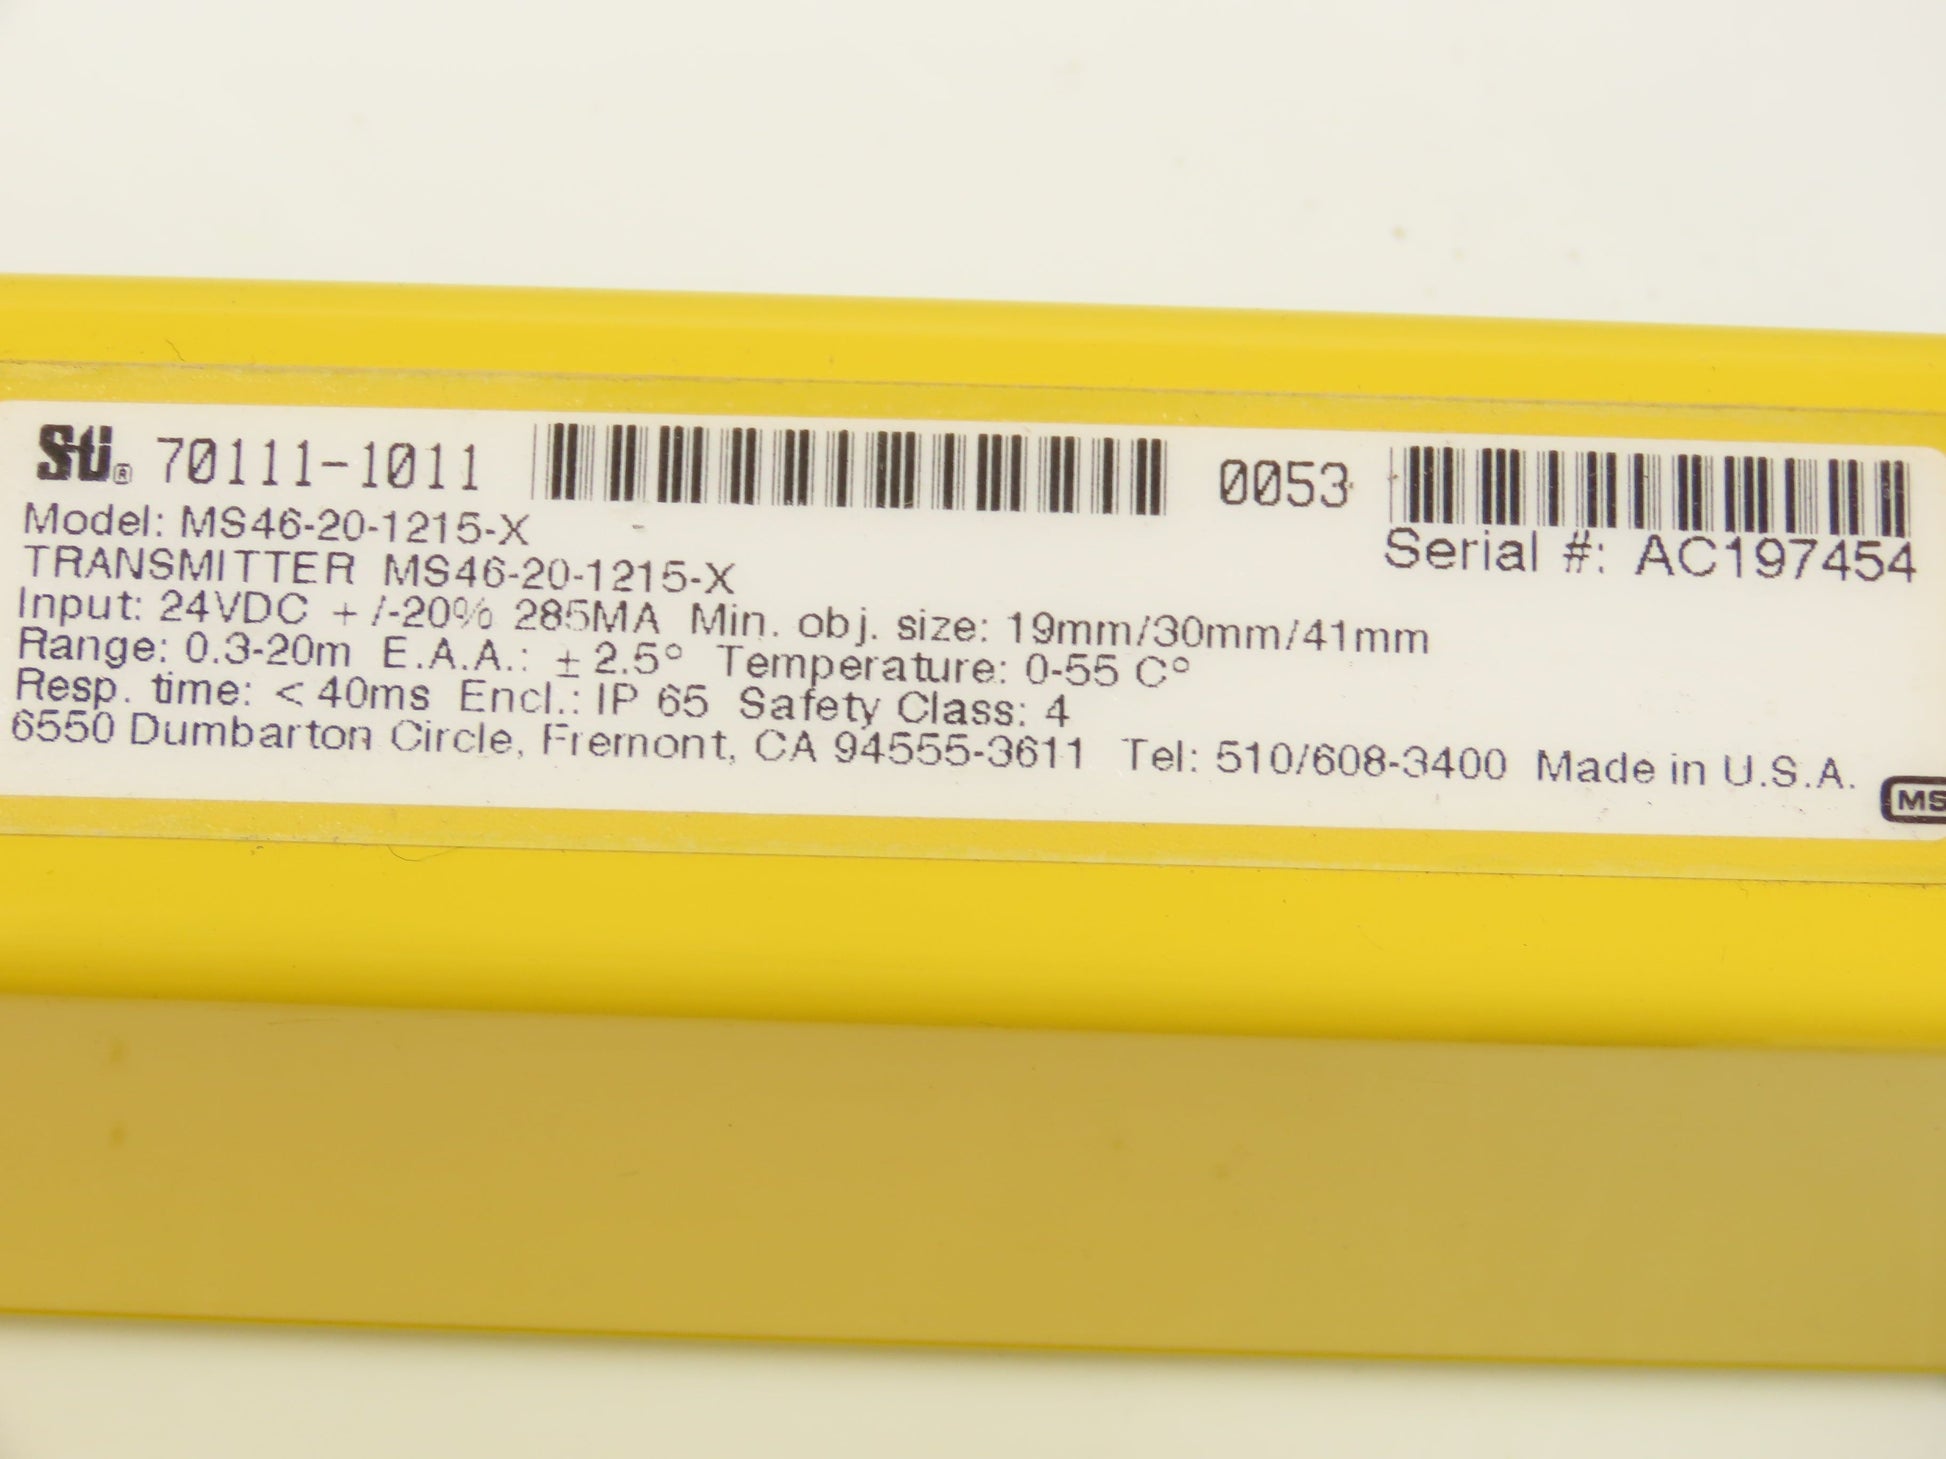 Sti® 70111-1011 0053
Model: MS46-20-1215-X Serial #: AC197454
TRANSMITTER MS46-20-1215-X
Input: 24VDC +/-20% 285MA Min. obj. size: 19mm/30mm/41mm
Range: 0.3-20m E.A.A.: ± 2.5° Temperature: 0-55 C°
Resp. time: < 40ms Encl.: IP 65 Safety Class: 4
6550 Dumbarton Circle, Fremont, CA 94555-3611 Tel: 510/608-3400 Made in U.S.A.
MS